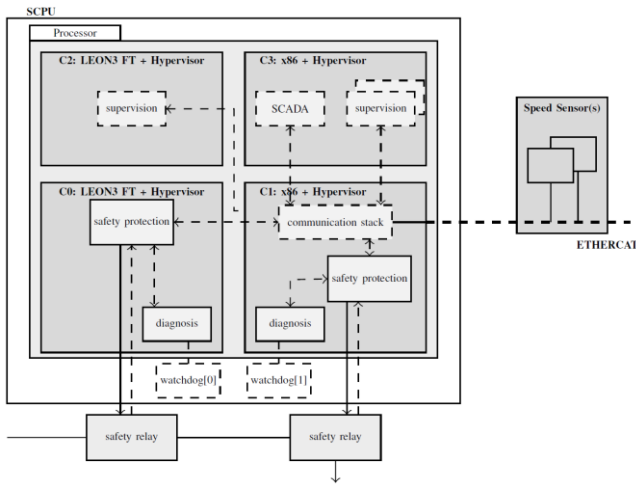 SCPU
Processor
C2: LEON3 FT + Hypervisor
C3: x86 + Hypervisor
supervision
SCADA
supervision
Speed Sensor(s)
C0: LEON3 FT + Hypervisor
C1: x86 + Hypervisor
safety protection
communication stack
ETHERCAT
safety protection
diagnosis
diagnosis
watchdog[0]
watchdog[1]
safety relay
safety relay